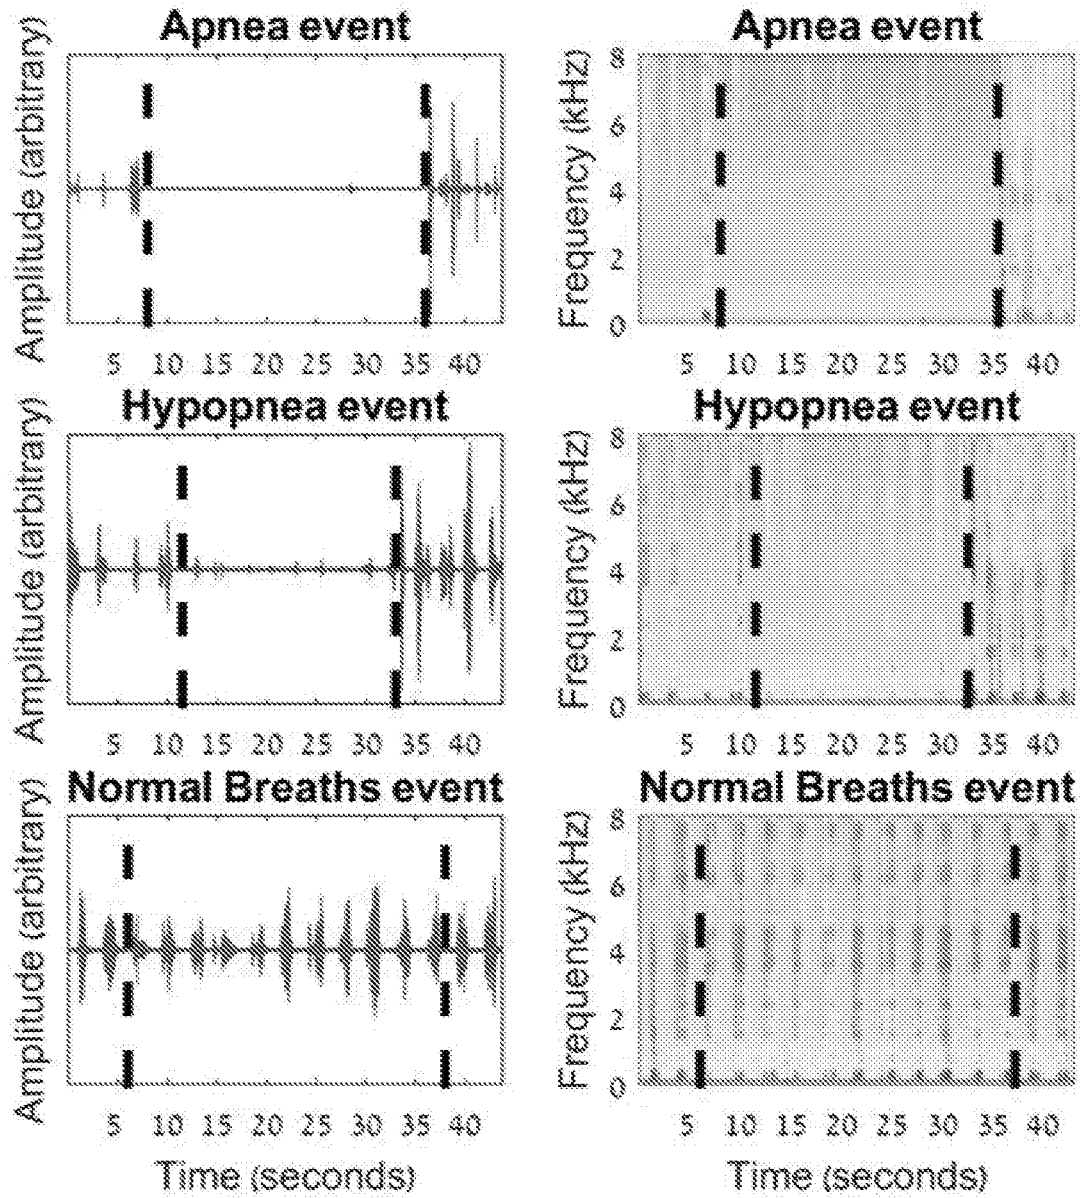 Apnea event
Apnea event
Amplitude (arbitrary)
5 10 15 20 25 30 35 40
Frequency (kHz)
8
6
4
2
0
5 10 15 20 25 30 35 40
Hypopnea event
Hypopnea event
Amplitude (arbitrary)
5 10 15 20 25 30 35 40
Frequency (kHz)
8
6
4
2
0
5 10 15 20 25 30 35 40
Normal Breaths event
Normal Breaths event
Amplitude (arbitrary)
5 10 15 20 25 30 35 40
Time (seconds)
Frequency (kHz)
8
6
4
2
0
5 10 15 20 25 30 35 40
Time (seconds)